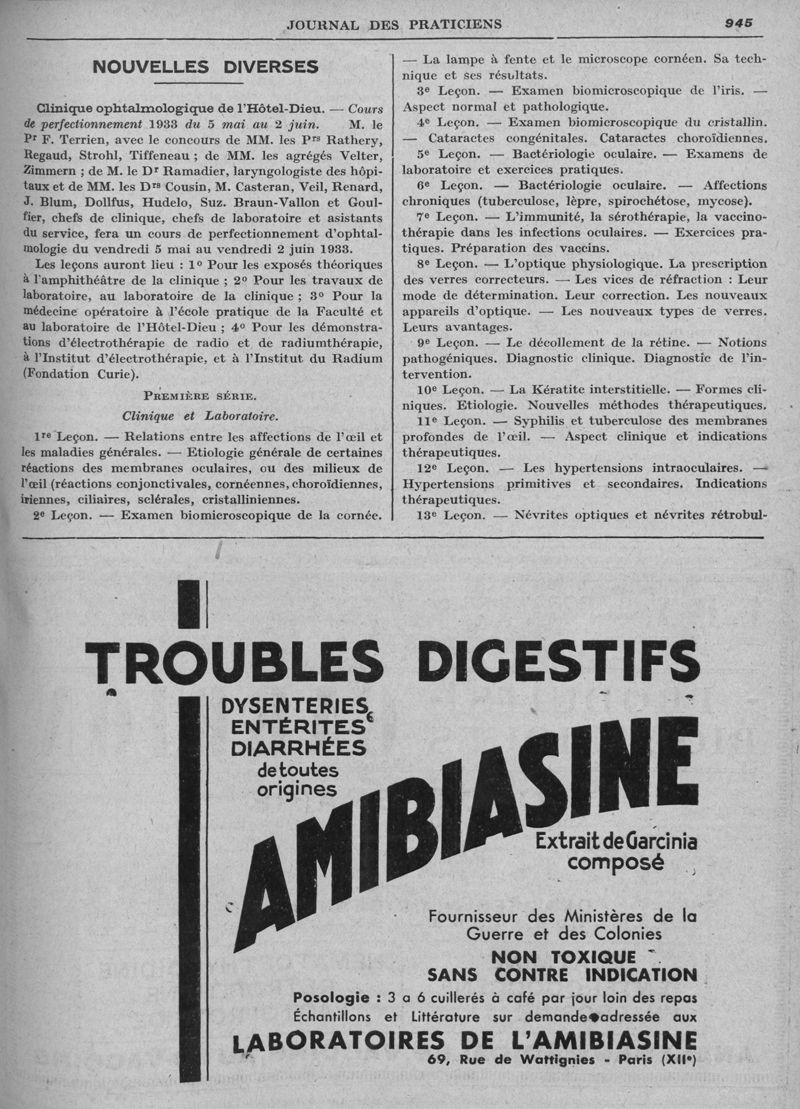 JOURNAL DES PRATICIENS 945
NOUVELLES DIVERSES
Clinique ophtalmologique de l'Hôtel-Dieu. — Cours
de perfectionnement 1933 du 5 mai au 2 juin. M. le
Pr F. Terrien, avec le concours de MM. les Prs Rathery,
Regaud, Strohl, Tiffeneau ; de MM. les agrégés Velter,
Zimmern ; de M. le Dr Ramadier, laryngologiste des hôpi-
taux et de MM. les Drs Cousin, M. Casteran, Veil, Renard,
J. Blum, Dollfus, Hudelo, Suz. Braun-Vallon et Goul-
fier, chefs de clinique, chefs de laboratoire et asistants
du service, fera un cours de perfectionnement d'ophtal-
mologie du vendredi 5 mai au vendredi 2 juin 1933.
Les leçons auront lieu : 1o Pour les exposés théoriques
à l'amphithéâtre de la clinique ; 2o Pour les travaux de
laboratoire, au laboratoire de la clinique ; 3o Pour la
médecine opératoire à l'école pratique de la Faculté et
au laboratoire de l'Hôtel-Dieu ; 4o Pour les démonstra-
tions d'électrothérapie de radio et de radiumthérapie,
à l'Institut d'électrothérapie, et à l'Institut du Radium
(Fondation Curie).
PREMIÈRE SÉRIE.
Clinique et Laboratoire.
1re Leçon. — Relations entre les affections de l'œil et
les maladies générales. — Etiologie générale de certaines
réactions des membranes oculaires, ou des milieux de
l'œil (réactions conjonctivales, cornéennes, choroïdiennes,
iriennes, ciliaires, sclérales, cristalliniennes.
2e Leçon. — Examen biomicroscopique de la cornée.
— La lampe à fente et le microscope cornéen. Sa tech-
nique et ses résultats.
3e Leçon. — Examen biomicroscopique de l'iris. —
Aspect normal et pathologique.
4e Leçon. — Examen biomicroscopique du cristallin.
— Cataractes congénitales. Cataractes choroïdiennes.
5e Leçon. — Bactériologie oculaire. — Examens de
laboratoire et exercices pratiques.
6e Leçon. — Bactériologie oculaire. — Affections
chroniques (tuberculose, lèpre, spirochétose, mycose).
7e Leçon. — L'immunité, la sérothérapie, la vaccino-
thérapie dans les infections oculaires. — Exercices pra-
tiques. Préparation des vaccins.
8e Leçon. — L'optique physiologique. La prescription
des verres correcteurs. — Les vices de réfraction : Leur
mode de détermination. Leur correction. Les nouveaux
appareils d'optique. — Les nouveaux types de verres.
Leurs avantages.
9e Leçon. — Le décollement de la rétine. — Notions
pathogéniques. Diagnostic clinique. Diagnostic de l'in-
tervention.
10e Leçon. — La Kératite interstitielle. — Formes cli-
niques. Etiologie. Nouvelles méthodes thérapeutiques.
11e Leçon. — Syphilis et tuberculose des membranes
profondes de l'œil. — Aspect clinique et indications
thérapeutiques.
12e Leçon. — Les hypertensions intraoculaires. —
Hypertensions primitives et secondaires. Indications
thérapeutiques.
13e Leçon. — Névrites optiques et névrites rétrobul-
TROUBLES DIGESTIFS
DYSENTERIES
ENTÉRITES
DIARRHÉES
de toutes
origines
AMIBIASINE
Extrait de Garcinia
composé
Fournisseur des Ministères de la
Guerre et des Colonies
NON TOXIQUE
SANS CONTRE INDICATION
Posologie : 3 a 6 cuillerés à café par jour loin des repas
Échantillons et Littérature sur demande adressée aux
LABORATOIRES DE L'AMIBIASINE
69, Rue de Wattignies - Paris (XIIe)